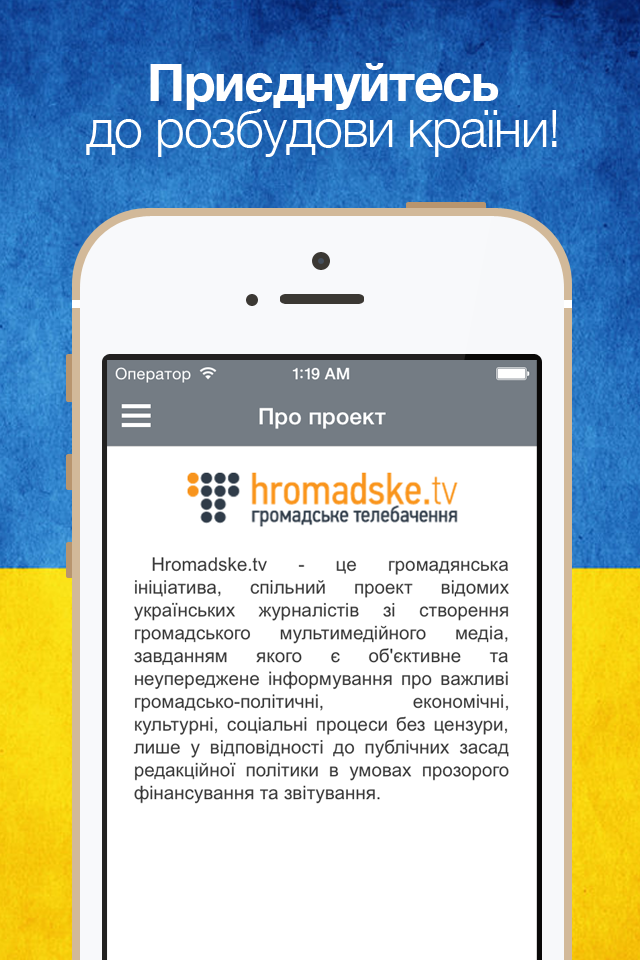 Приєднуйтесь
до розбудови країни!
Оператор 1:19 AM
Про проект
hromadske.tv
громадське телебачення
Hromadske.tv - це громадянська
ініціатива, спільний проект відомих
українських журналістів зі створення
громадського мультимедійного медіа,
завданням якого є об'єктивне та
неупереджене інформування про важливі
громадсько-політичні, економічні,
культурні, соціальні процеси без цензури,
лише у відповідності до публічних засад
редакційної політики в умовах прозорого
фінансування та звітування.